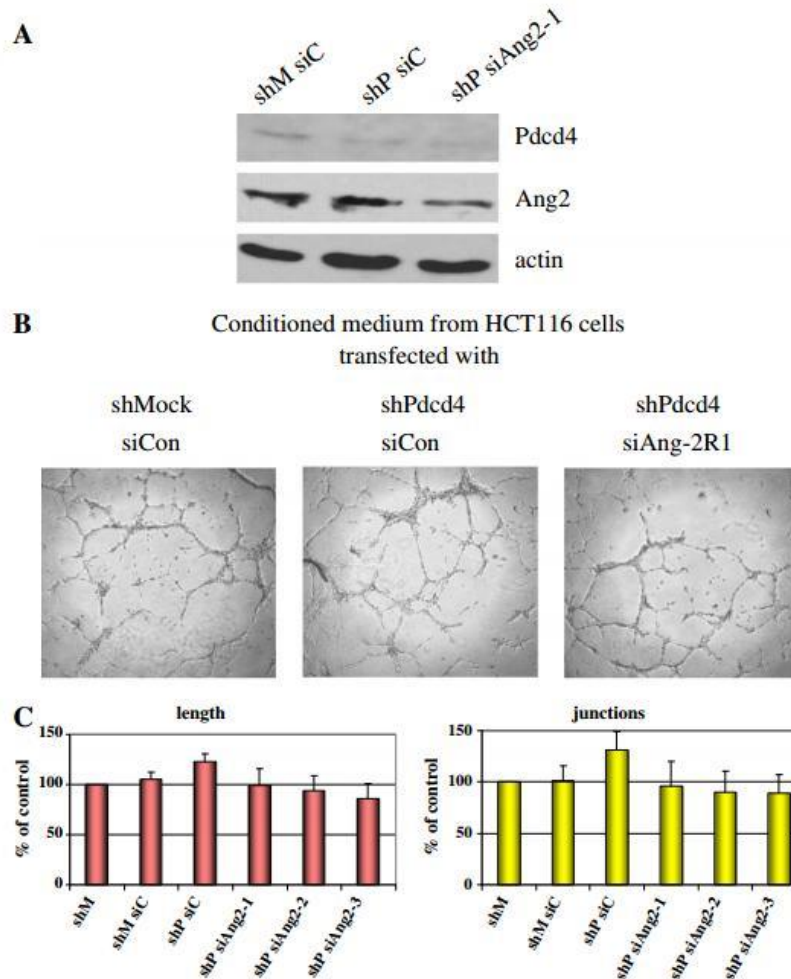 A
shM siC
shP siC
shP siAng2-1
Pdcd4
Ang2
actin
B
Conditioned medium from HCT116 cells
transfected with
shMock
siCon
shPdcd4
siCon
shPdcd4
siAng-2R1
C
length
% of control
150
100
50
0
shM
shM siC
shP siC
shP siAng2-1
shP siAng2-2
shP siAng2-3
junctions
% of control
150
100
50
0
shM
shM siC
shP siC
shP siAng2-1
shP siAng2-2
shP siAng2-3